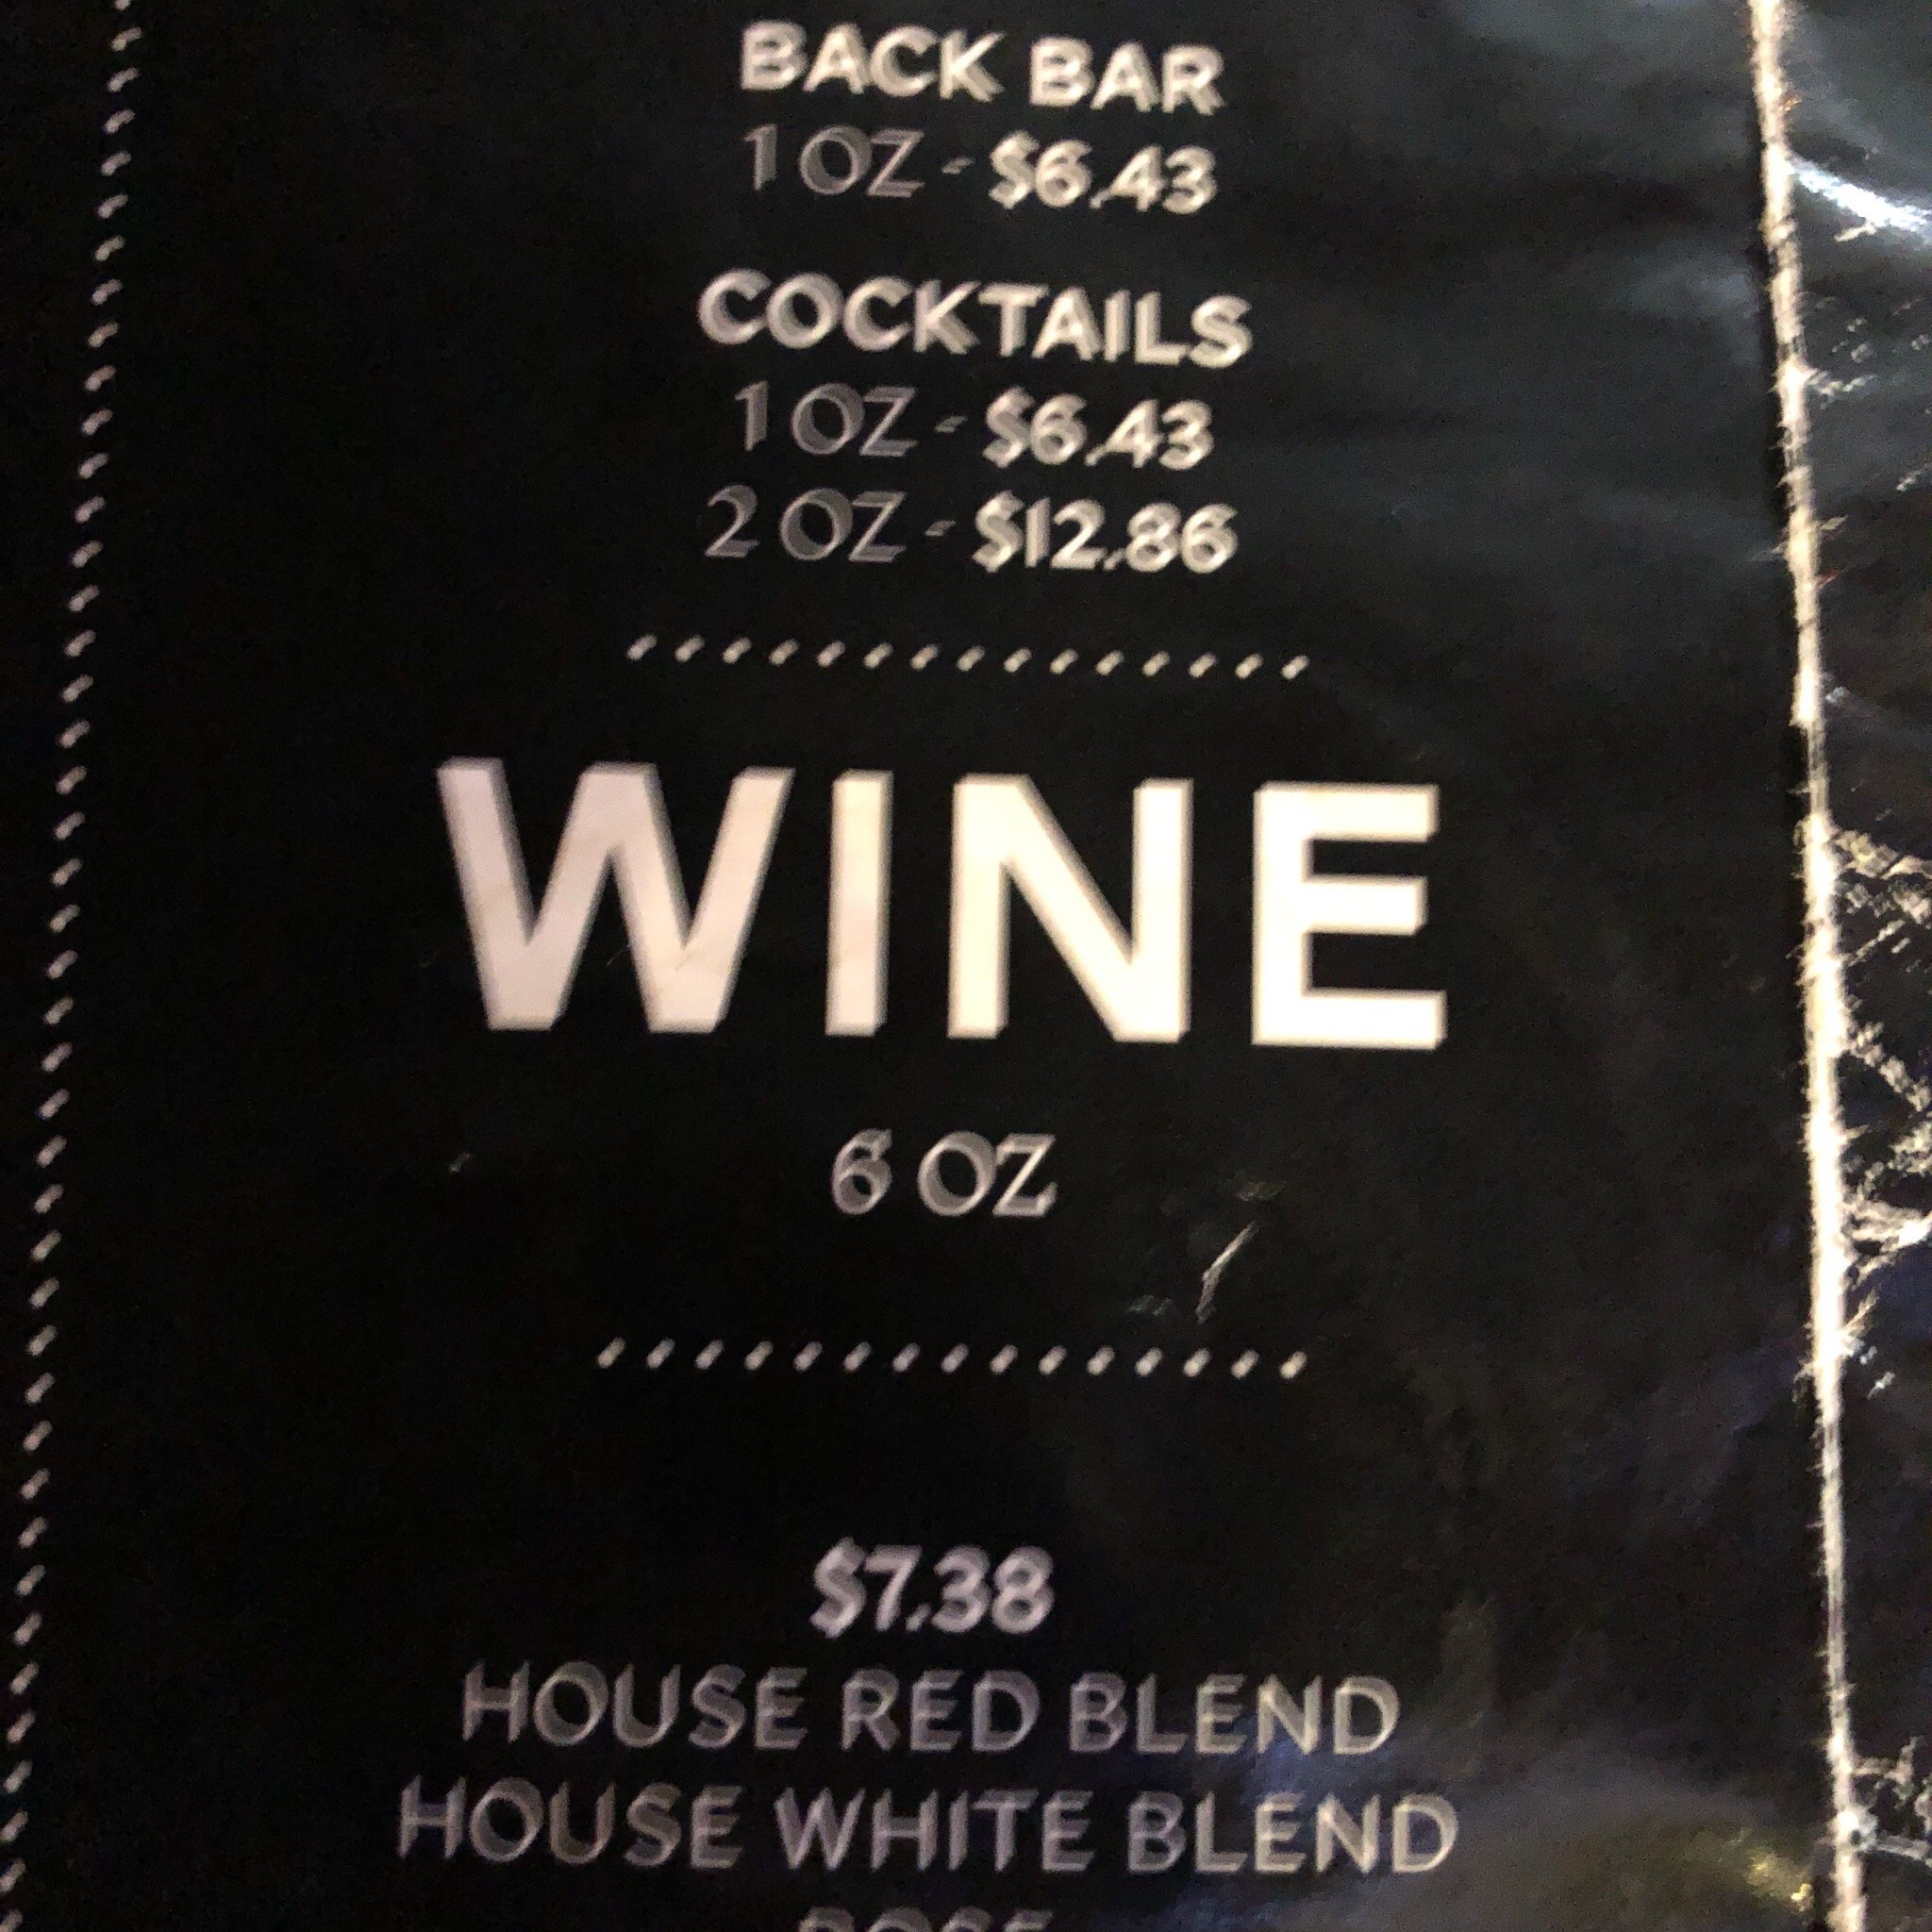 BACK BAR
1 OZ - $6.43
COCKTAILS
1 OZ - $6.43
2 OZ - $12.86
WINE
6 OZ
$7.38
HOUSE RED BLEND
HOUSE WHITE BLEND
ROSE